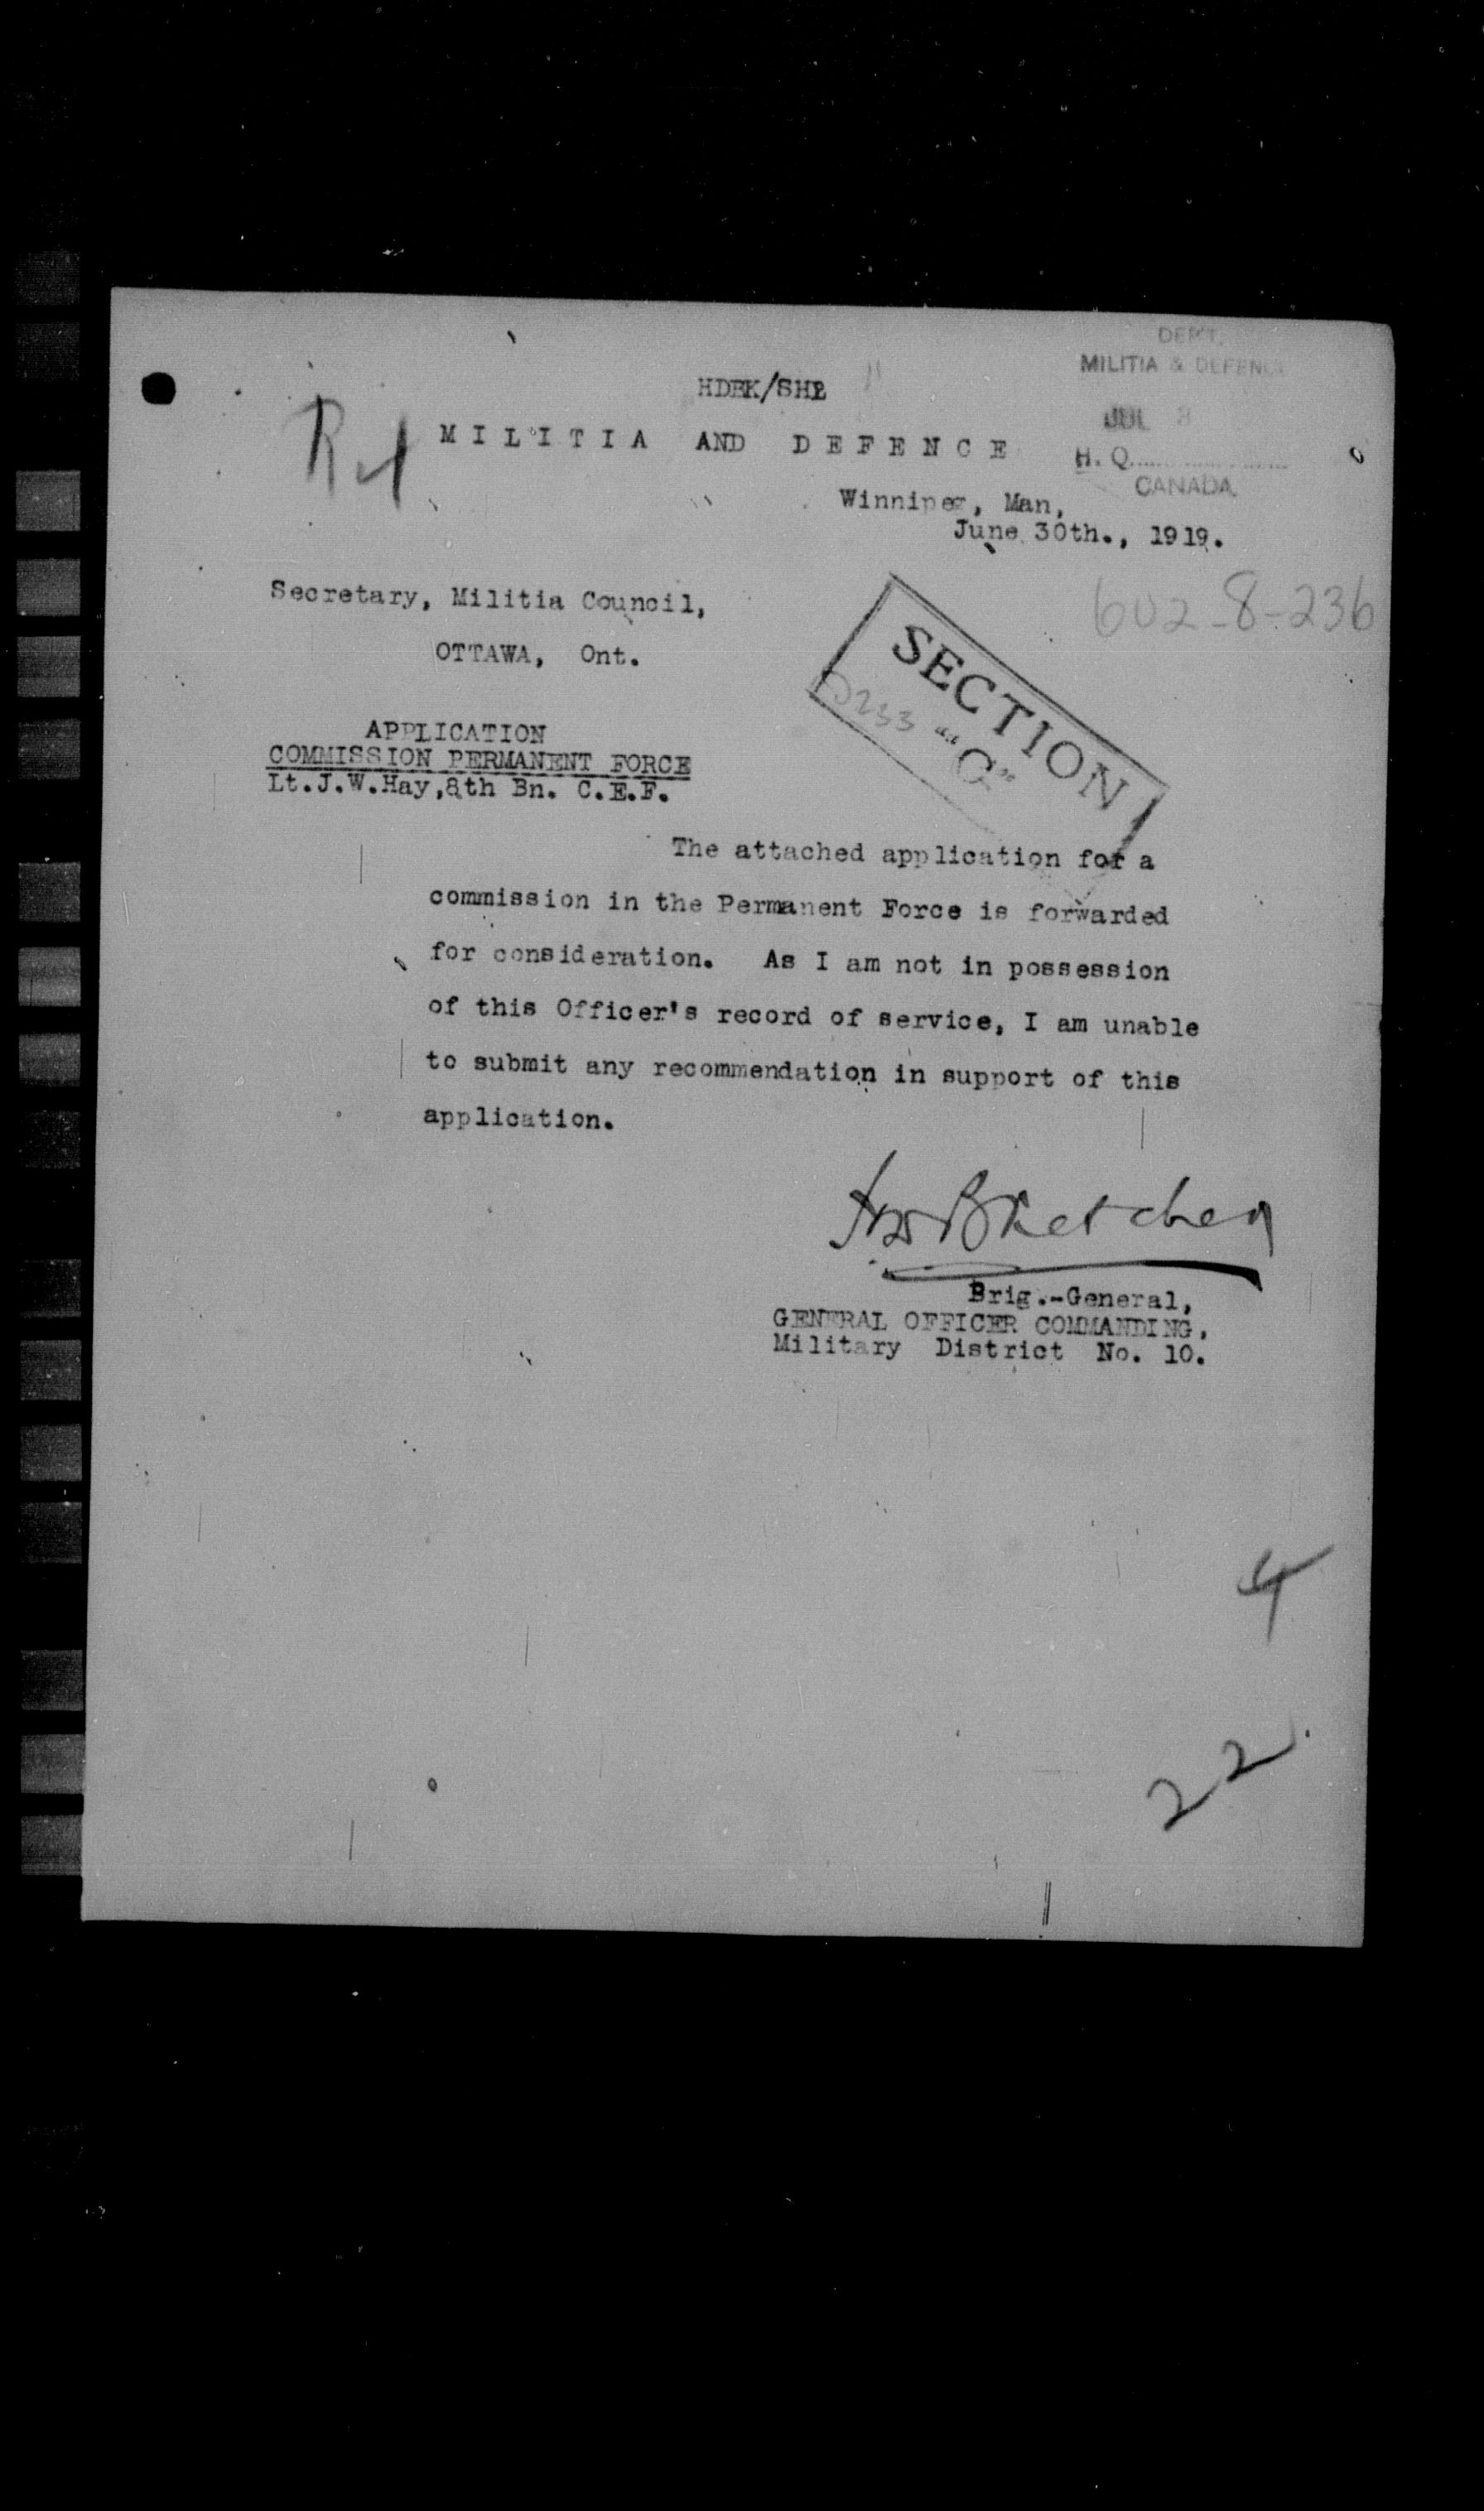 DEPT.
MILITIA & DEFENCE
HDBK/SHB
JUL 8
MILITIA AND DEFENCE
H. Q.
CANADA
Winnipeg, Man,
June 30th., 1919.
Secretary, Militia Council,
602-8-236
OTTAWA, Ont.
SECTION
"C"
APPLICATION
COMMISSION PERMANENT FORCE
Lt.J.W.Hay,8th Bn. C.E.F.
The attached application for a
commission in the Permanent Force is forwarded
for consideration. As I am not in possession
of this Officer's record of service, I am unable
to submit any recommendation in support of this
application.
HDBKetchen
Brig.-General,
GENERAL OFFICER COMMANDING,
Military District No. 10.
4
22